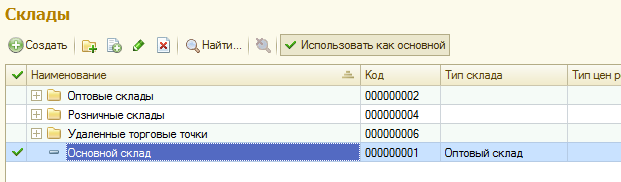 Склады
Создать Найти... Использовать как основной
Наименование Код Тип склада Тип цен р
Оптовые склады 000000002
Розничные склады 000000004
Удаленные торговые точки 000000006
Основной склад 000000001 Оптовый склад